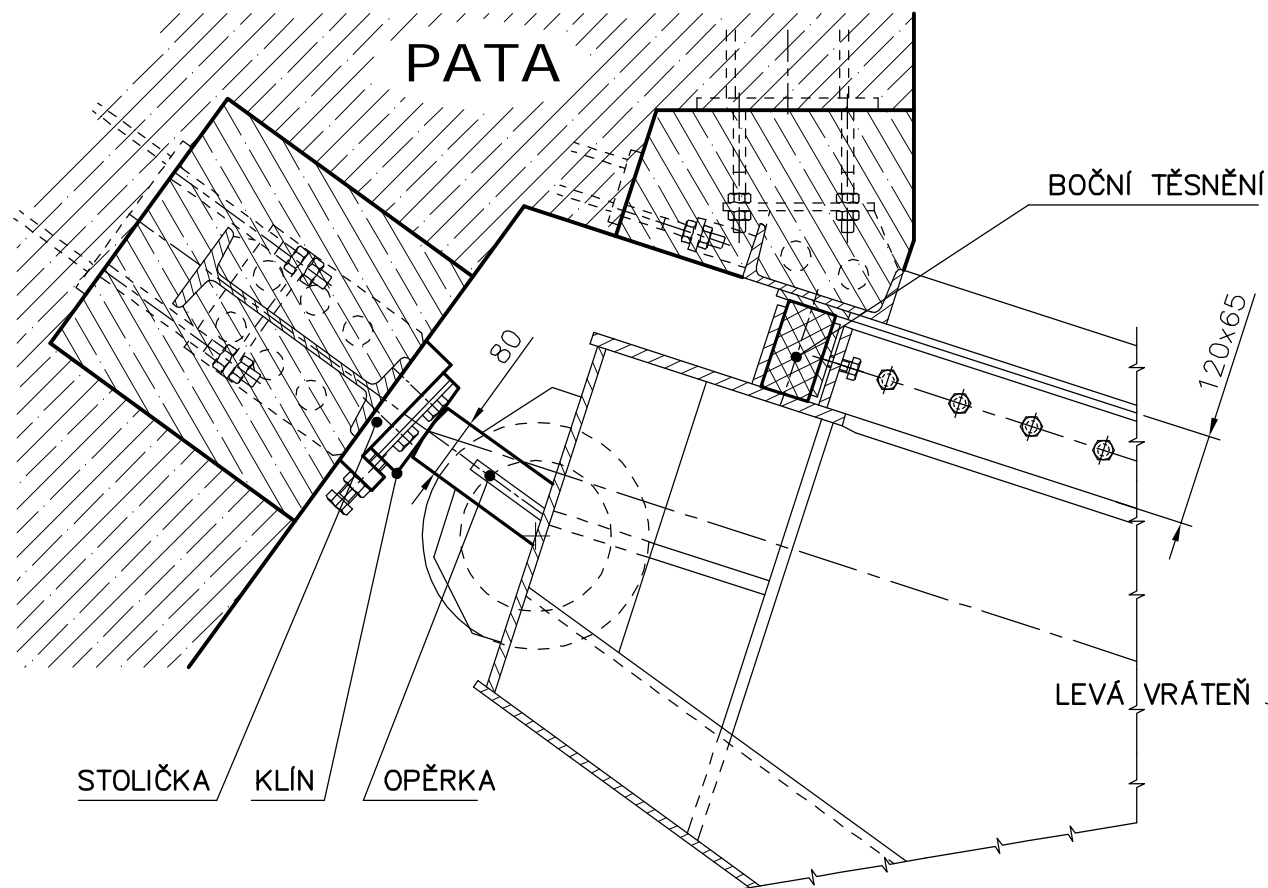 PATA
BOČNÍ TĚSNĚNÍ
80
120x65
LEVÁ VRÁTEŇ
STOLIČKA
KLÍN
OPĚRKA